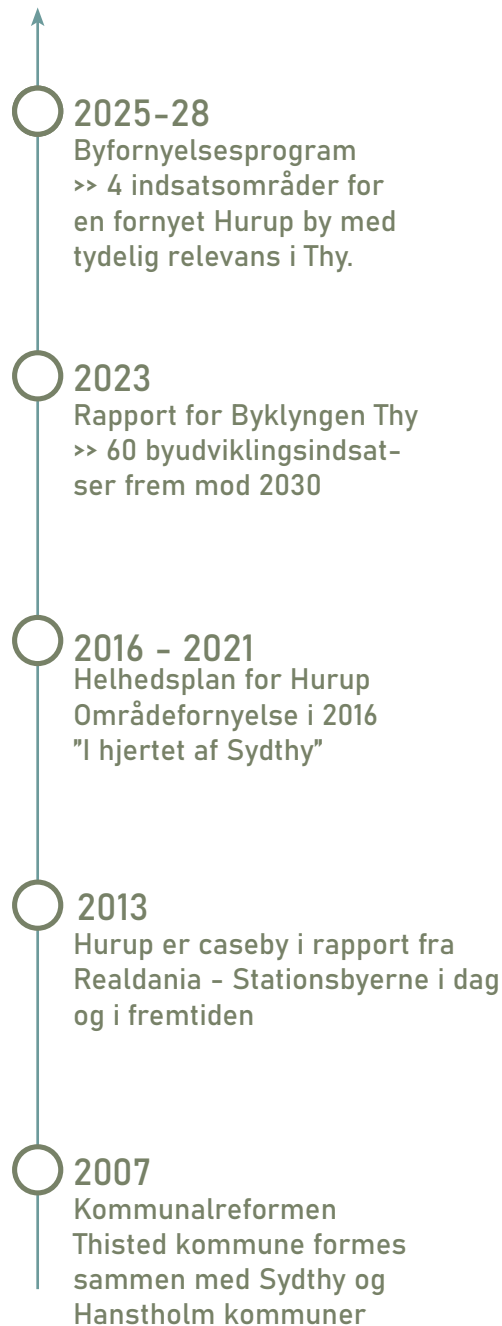 2025-28
Byfornyelsesprogram
>> 4 indsatsområder for
en fornyet Hurup by med
tydelig relevans i Thy.
2023
Rapport for Byklyngen Thy
>> 60 byudviklingsindsat-
ser frem mod 2030
2016 - 2021
Helhedsplan for Hurup
Områdefornyelse i 2016
"I hjertet af Sydthy"
2013
Hurup er caseby i rapport fra
Realdania - Stationsbyerne i dag
og i fremtiden
2007
Kommunalreformen
Thisted kommune formes
sammen med Sydthy og
Hanstholm kommuner